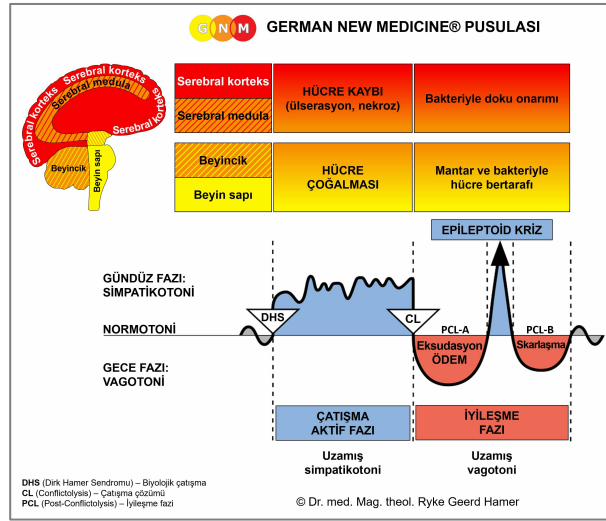 GNM GERMAN NEW MEDICINE® PUSULASI
Serebral korteks
Serebral korteks
Serebral medula
Serebral korteks
Beyincik
Beyin sapı
Serebral korteks
Serebral medula
HÜCRE KAYBI
(ülserasyon, nekroz)
Bakteriyle doku onarımı
Beyincik
Beyin sapı
HÜCRE
ÇOĞALMASI
Mantar ve bakteriyle
hücre bertarafı
EPİLEPTOİD KRİZ
GÜNDÜZ FAZI:
SİMPATİKOTONİ
DHS
CL
NORMOTONİ
PCL-A
PCL-B
Eksudasyon
ÖDEM
Skarlaşma
GECE FAZI:
VAGOTONİ
ÇATIŞMA
AKTİF FAZI
İYİLEŞME
FAZI
Uzamış
simpatikotoni
Uzamış
vagotoni
DHS (Dirk Hamer Sendromu) – Biyolojik çatışma
CL (Conflictolysis) – Çatışma çözümü
PCL (Post-Conflictolysis) – İyileşme fazi
© Dr. med. Mag. theol. Ryke Geerd Hamer